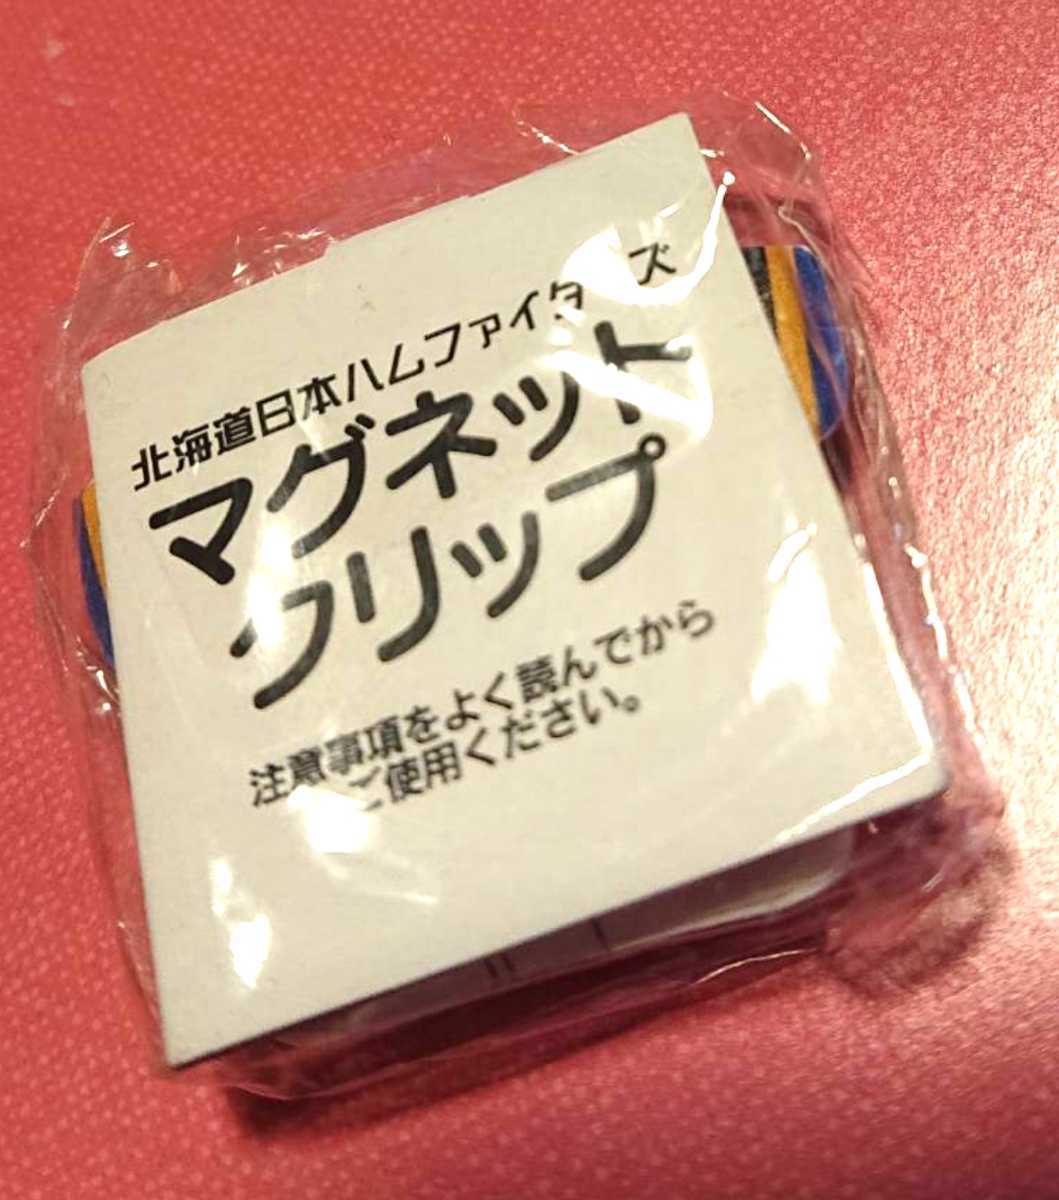 北海道日本ハムファイターズ
マグネット
クリップ
注意事項をよく読んでから
ご使用ください。